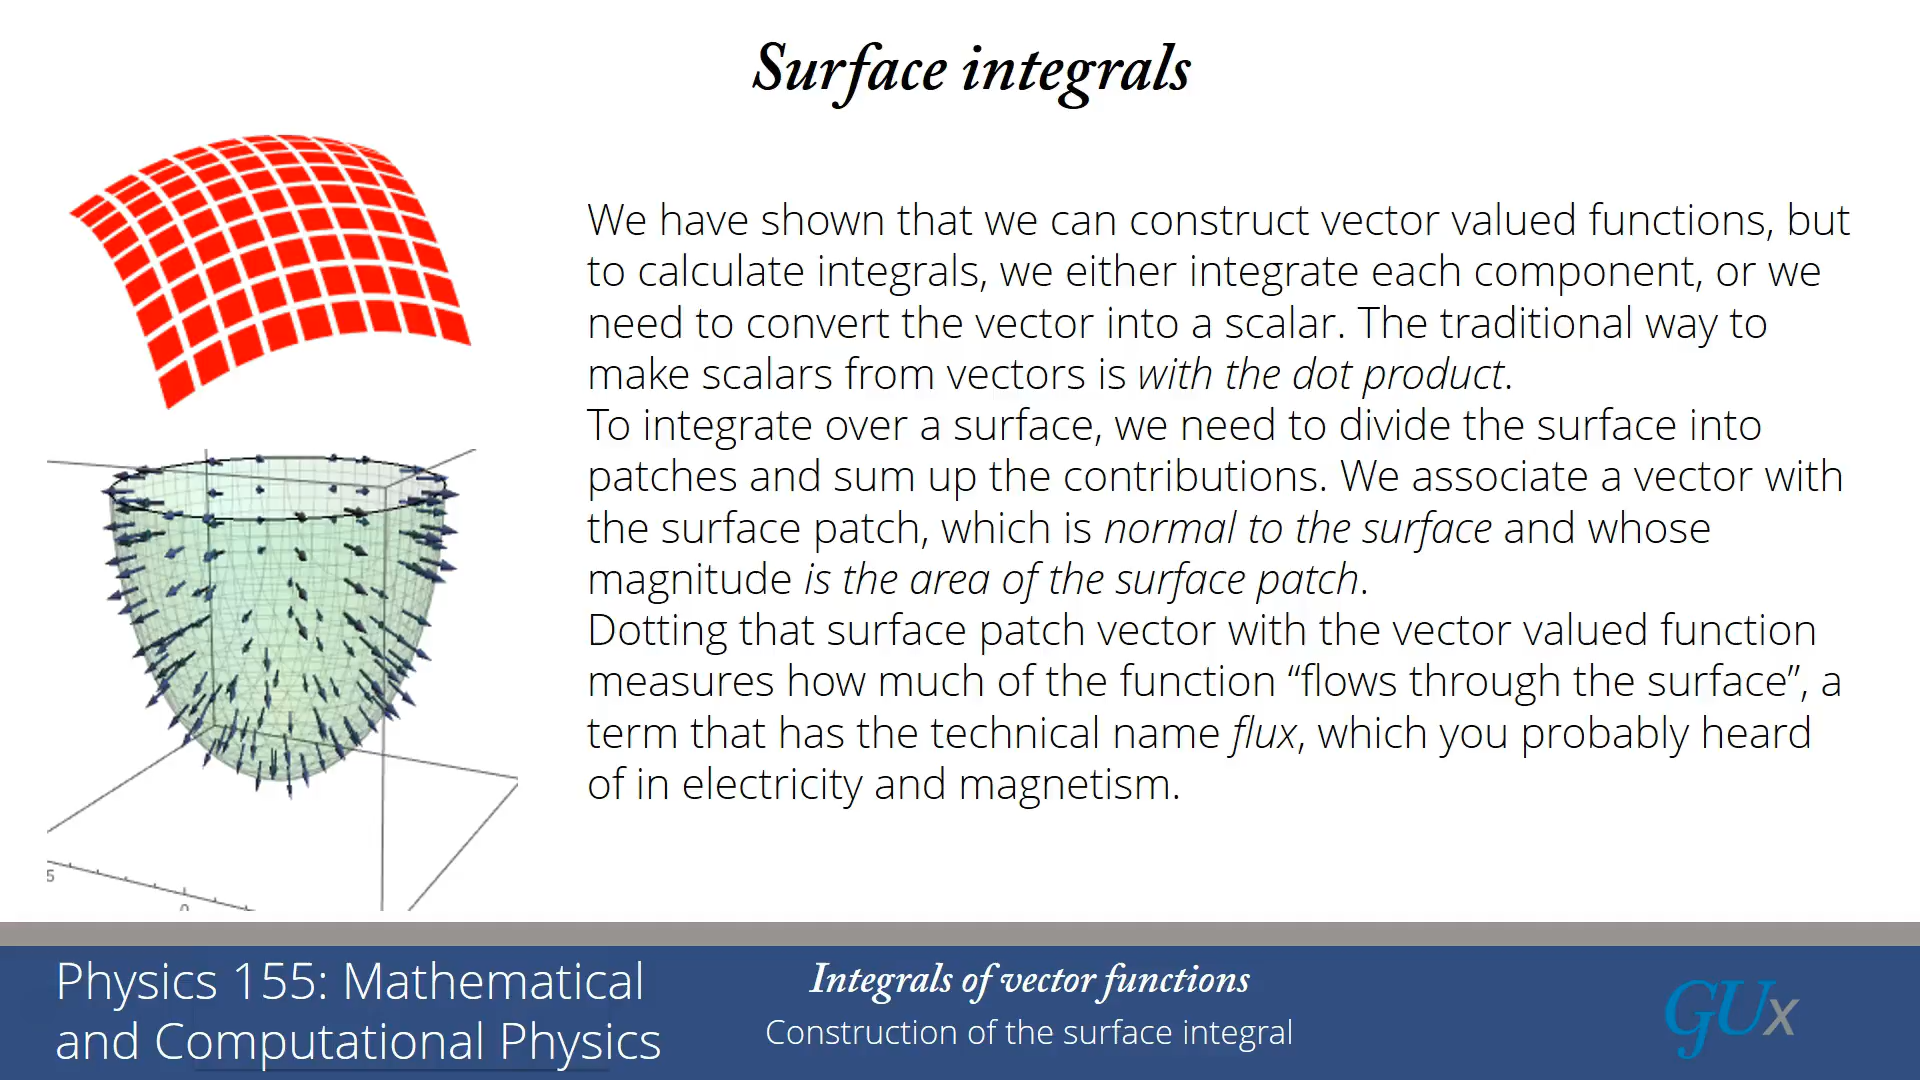 Surface integrals
We have shown that we can construct vector valued functions, but
to calculate integrals, we either integrate each component, or we
need to convert the vector into a scalar. The traditional way to
make scalars from vectors is with the dot product.
To integrate over a surface, we need to divide the surface into
patches and sum up the contributions. We associate a vector with
the surface patch, which is normal to the surface and whose
magnitude is the area of the surface patch.
Dotting that surface patch vector with the vector valued function
measures how much of the function “flows through the surface”, a
term that has the technical name flux, which you probably heard
of in electricity and magnetism.
5
0
Physics 155: Mathematical
and Computational Physics
Integrals of vector functions
Construction of the surface integral
GUx